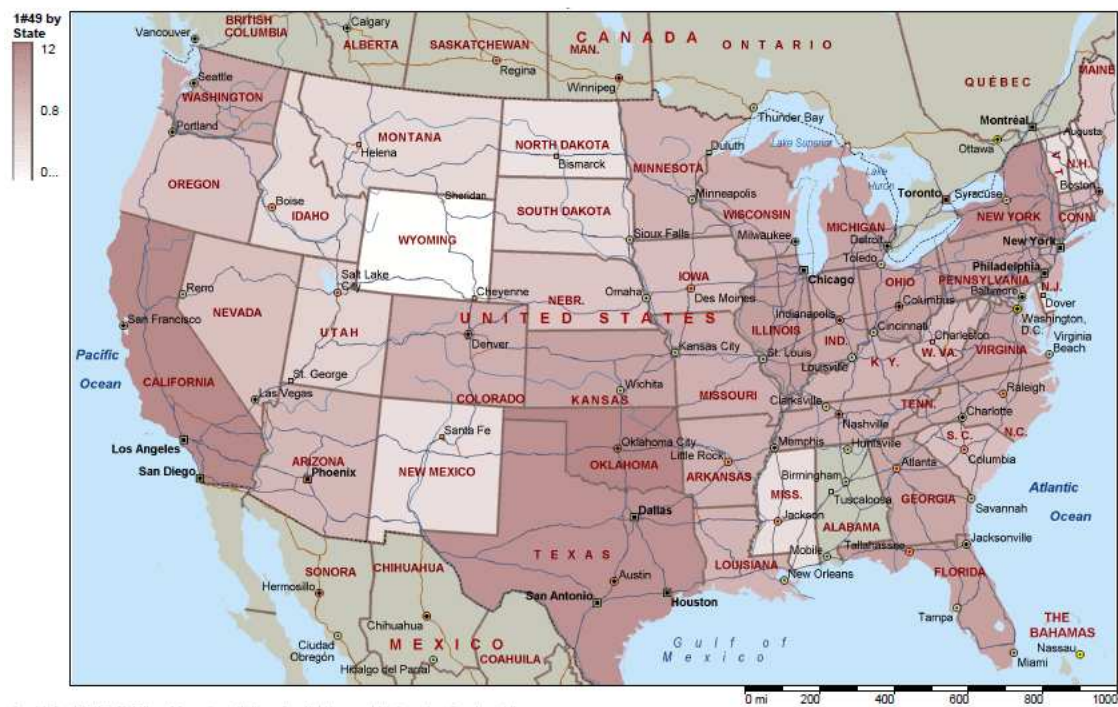 1#49 by
State
12
0.8
0...
Vancouver
BRITISH
COLUMBIA
Calgary
ALBERTA
SASKATCHEWAN
Regina
MAN.
Winnipeg
CANADA
ONTARIO
QUÉBEC
MAINE
Seattle
WASHINGTON
Portland
MONTANA
Helena
NORTH DAKOTA
Bismarck
Thunder Bay
Duluth
Lake Superior
MINNESOTA
Minneapolis
Montréal
Ottawa
Augusta
V T.
N.H.
Boston
CONN.
OREGON
Boise
IDAHO
Sheridan
SOUTH DAKOTA
Sioux Falls
WISCONSIN
Milwaukee
Lake
Huron
MICHIGAN
Detroit
Toronto
Syracuse
NEW YORK
New York
WYOMING
Cheyenne
Reno
NEVADA
Salt Lake
City
UTAH
NEBR.
Omaha
IOWA
Des Moines
Chicago
Toledo
OHIO
Columbus
PENNSYLVANIA
Philadelphia
Baltimore
N.J.
Dover
Washington,
D.C.
San Francisco
UNITED STATES
Denver
COLORADO
Kansas City
ILLINOIS
Indianapolis
IND.
Cincinnati
Charleston
W. VA.
VIRGINIA
Virginia
Beach
Pacific
Ocean
CALIFORNIA
St. George
Las Vegas
Wichita
KANSAS
St. Louis
MISSOURI
Louisville
K Y.
Raleigh
Los Angeles
San Diego
ARIZONA
Phoenix
Santa Fe
NEW MEXICO
Oklahoma City
OKLAHOMA
Little Rock
ARKANSAS
Clarksville
Nashville
TENN.
Memphis
Huntsville
Charlotte
N.C.
S.C.
Columbia
Birmingham
Tuscaloosa
Atlanta
GEORGIA
Savannah
Atlantic
Ocean
Dallas
TEXAS
MISS.
Jackson
ALABAMA
Mobile
Tallahassee
Jacksonville
SONORA
Hermosillo
CHIHUAHUA
Austin
San Antonio
Houston
LOUISIANA
New Orleans
FLORIDA
Tampa
Miami
THE
BAHAMAS
Nassau
Chihuahua
MEXICO
Ciudad
Obregón
Hidalgo del Parral
COAHUILA
Gulf of
Mexico
0 mi 200 400 600 800 1000